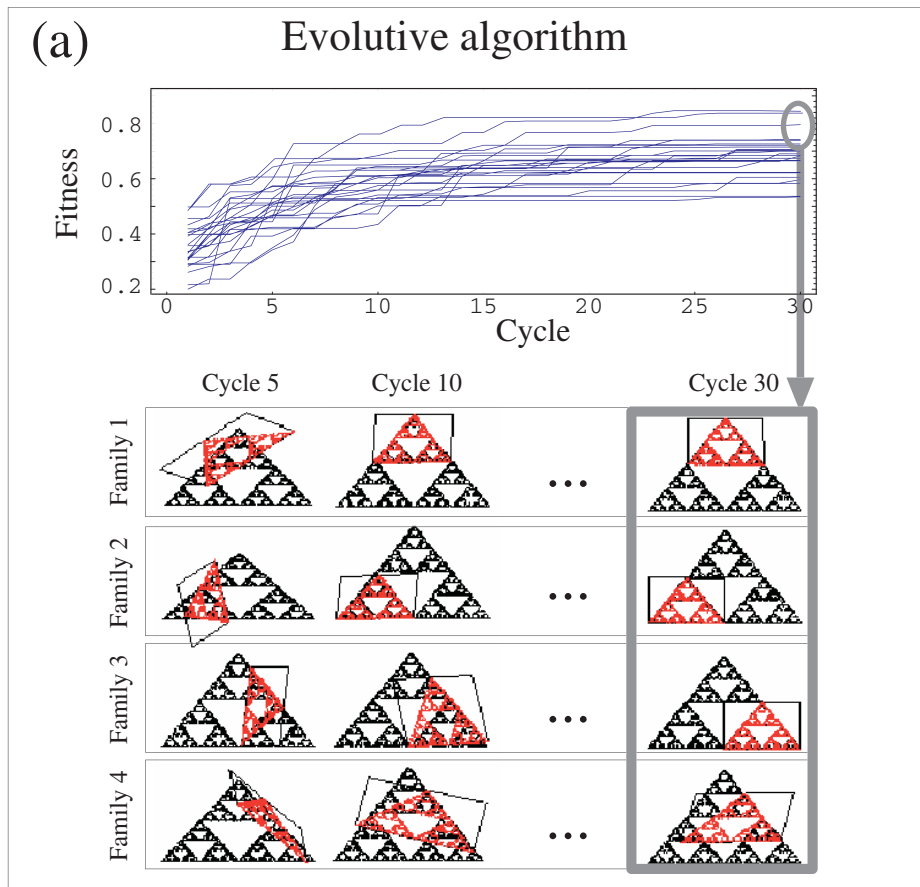 (a)
Evolutive algorithm
Fitness
0.8
0.6
0.4
0.2
0 5 10 15 20 25 30
Cycle
Cycle 5 Cycle 10 Cycle 30
Family 1
...
Family 2
...
Family 3
...
Family 4
...